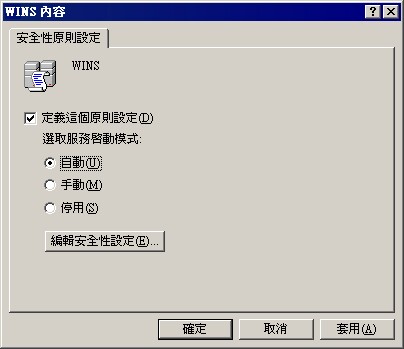 WINS 內容
安全性原則設定
WINS
定義這個原則設定(D)
選取服務啓動模式:
自動(U)
手動(M)
停用(S)
編輯安全性設定(E)...
確定
取消
套用(A)